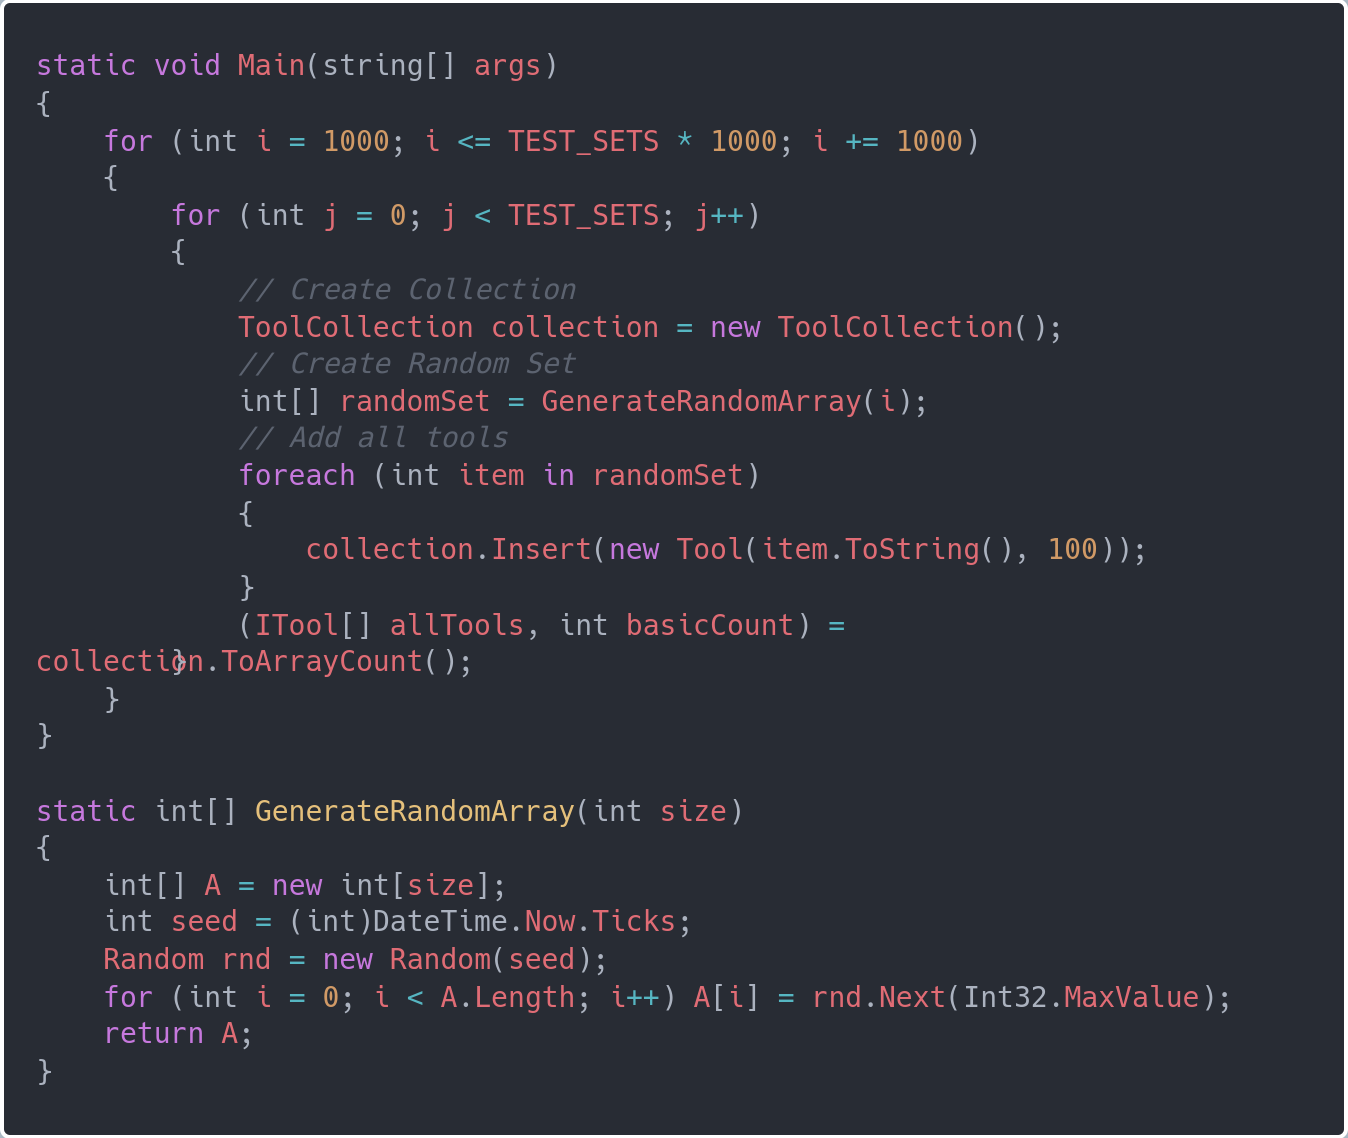 static void Main(string[] args)
{
    for (int i = 1000; i <= TEST_SETS * 1000; i += 1000)
    {
        for (int j = 0; j < TEST_SETS; j++)
        {
            // Create Collection
            ToolCollection collection = new ToolCollection();
            // Create Random Set
            int[] randomSet = GenerateRandomArray(i);
            // Add all tools
            foreach (int item in randomSet)
            {
                collection.Insert(new Tool(item.ToString(), 100));
            }
            (ITool[] allTools, int basicCount) =
collection.ToArrayCount();
        }
    }
}

static int[] GenerateRandomArray(int size)
{
    int[] A = new int[size];
    int seed = (int)DateTime.Now.Ticks;
    Random rnd = new Random(seed);
    for (int i = 0; i < A.Length; i++) A[i] = rnd.Next(Int32.MaxValue);
    return A;
}